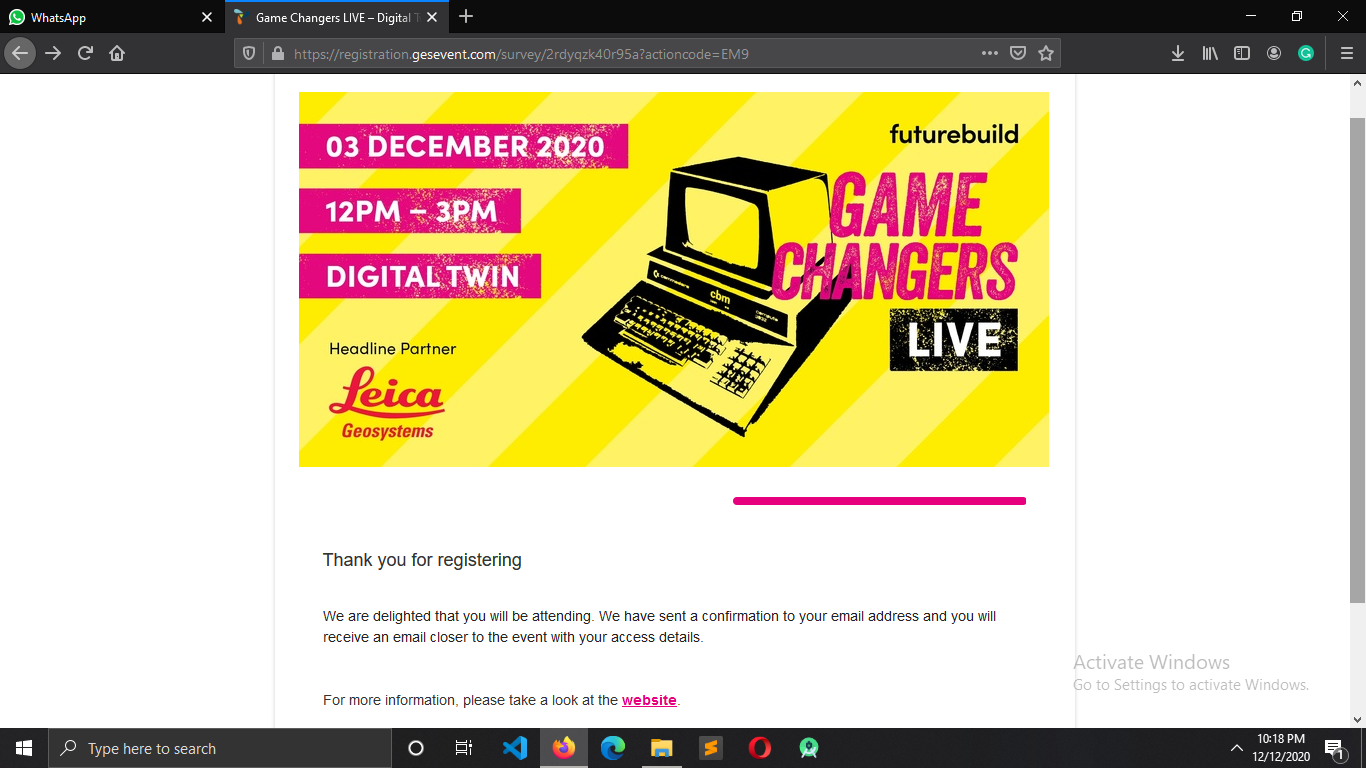 WhatsApp
Game Changers LIVE – Digital T
https://registration.gesevent.com/survey/2rdyqzk40r95a?actioncode=EM9
03 DECEMBER 2020
futurebuild
12PM – 3PM
GAME
CHANGERS
DIGITAL TWIN
commodore
cbm
LIVE
Headline Partner
Leica
Geosystems
Thank you for registering
We are delighted that you will be attending. We have sent a confirmation to your email address and you will
receive an email closer to the event with your access details.
Activate Windows
Go to Settings to activate Windows.
For more information, please take a look at the website.
Type here to search
10:18 PM
12/12/2020
1